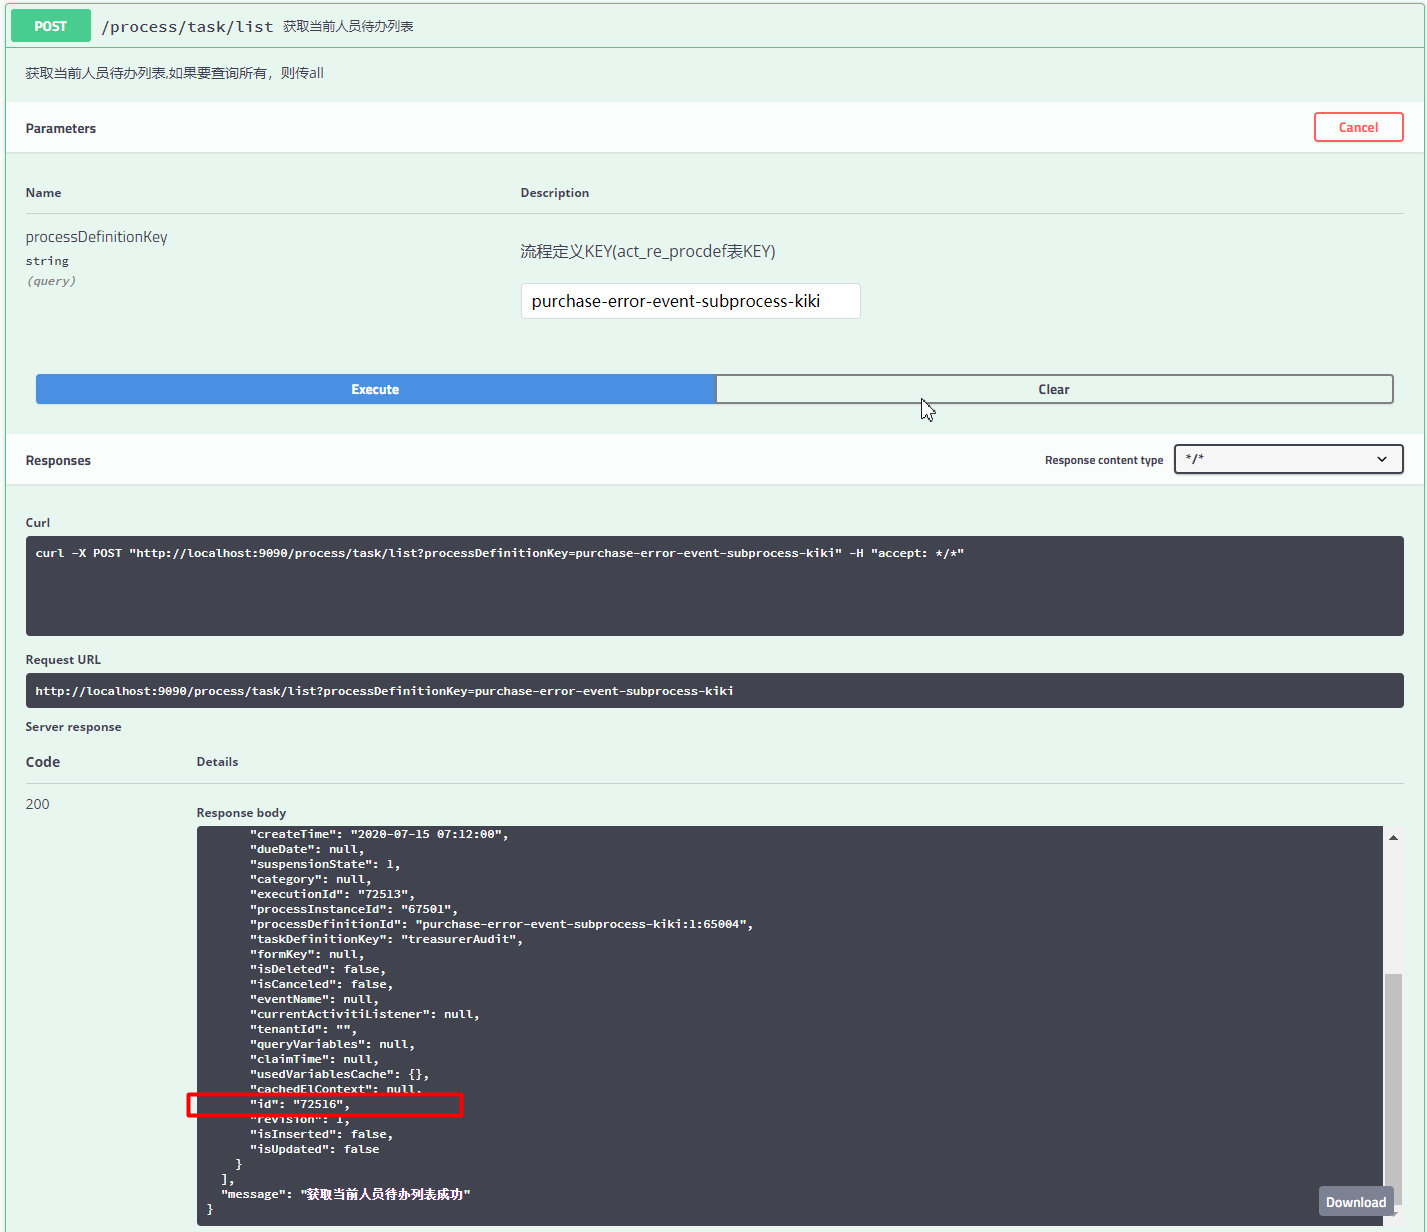 POST /process/task/list 获取当前人员待办列表
获取当前人员待办列表,如果要查询所有，则传all
Parameters
Cancel
Name Description
processDefinitionKey
string
(query)
流程定义KEY(act_re_procdef表KEY)
purchase-error-event-subprocess-kiki
Execute Clear
Responses Response content type */*
Curl
curl -X POST "http://localhost:9090/process/task/list?processDefinitionKey=purchase-error-event-subprocess-kiki" -H "accept: */*"
Request URL
http://localhost:9090/process/task/list?processDefinitionKey=purchase-error-event-subprocess-kiki
Server response
Code Details
200
Response body
"createTime": "2020-07-15 07:12:00",
"dueDate": null,
"suspensionState": 1,
"category": null,
"executionId": "72513",
"processInstanceId": "67501",
"processDefinitionId": "purchase-error-event-subprocess-kiki:1:65004",
"taskDefinitionKey": "treasurerAudit",
"formKey": null,
"isDeleted": false,
"isCanceled": false,
"eventName": null,
"currentActivitiListener": null,
"tenantId": "",
"queryVariables": null,
"claimTime": null,
"usedVariablesCache": {},
"cachedElContext": null,
"id": "72516",
"revision": 1,
"isInserted": false,
"isUpdated": false
}
],
"message": "获取当前人员待办列表成功"
}
Download